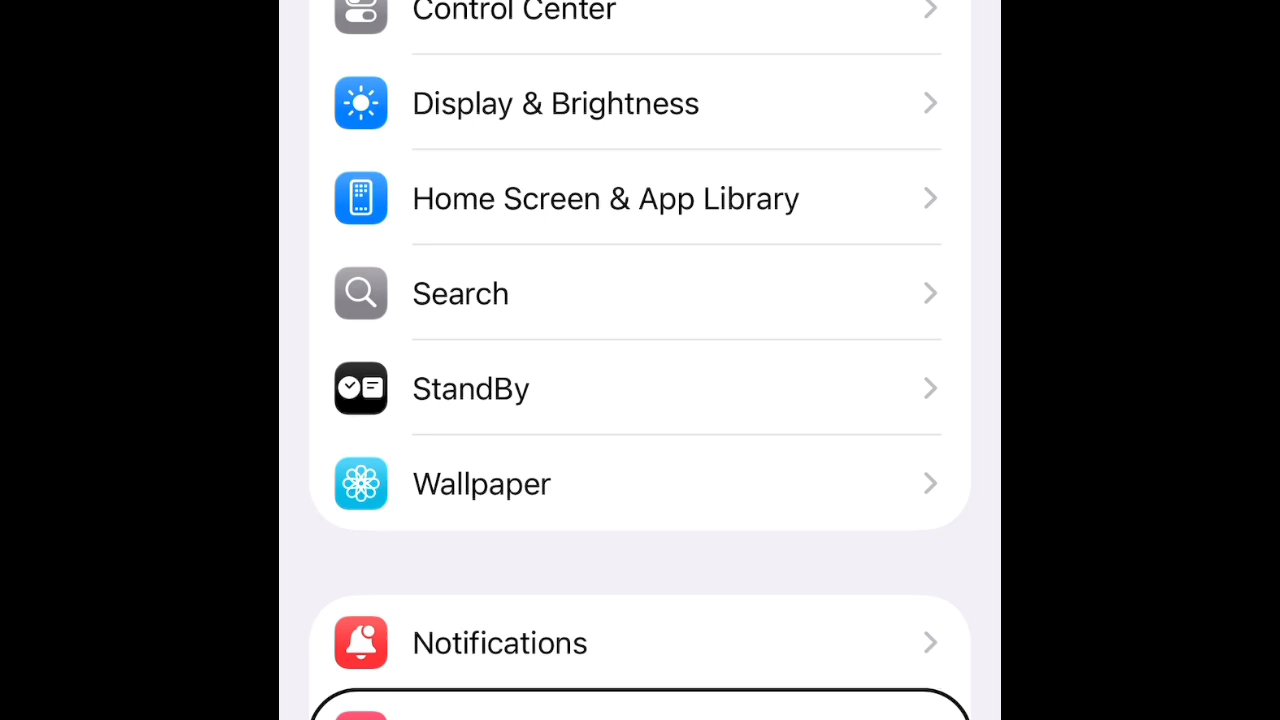 Control Center
Display & Brightness
Home Screen & App Library
Search
StandBy
Wallpaper
Notifications